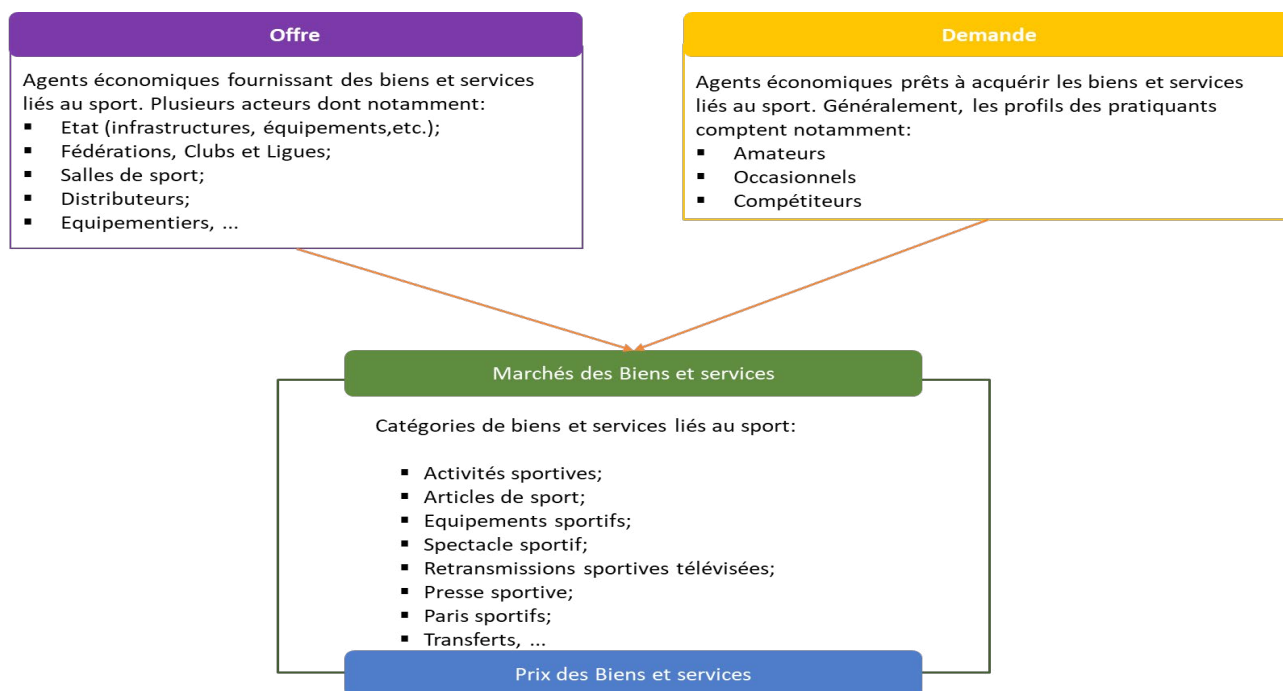 Offre
Agents économiques fournissant des biens et services
liés au sport. Plusieurs acteurs dont notamment:
▪ Etat (infrastructures, équipements,etc.);
▪ Fédérations, Clubs et Ligues;
▪ Salles de sport;
▪ Distributeurs;
▪ Equipementiers, ...
Demande
Agents économiques prêts à acquérir les biens et services
liés au sport. Généralement, les profils des pratiquants
comptent notamment:
▪ Amateurs
▪ Occasionnels
▪ Compétiteurs
Marchés des Biens et services
Catégories de biens et services liés au sport:
▪ Activités sportives;
▪ Articles de sport;
▪ Equipements sportifs;
▪ Spectacle sportif;
▪ Retransmissions sportives télévisées;
▪ Presse sportive;
▪ Paris sportifs;
▪ Transferts, ...
Prix des Biens et services